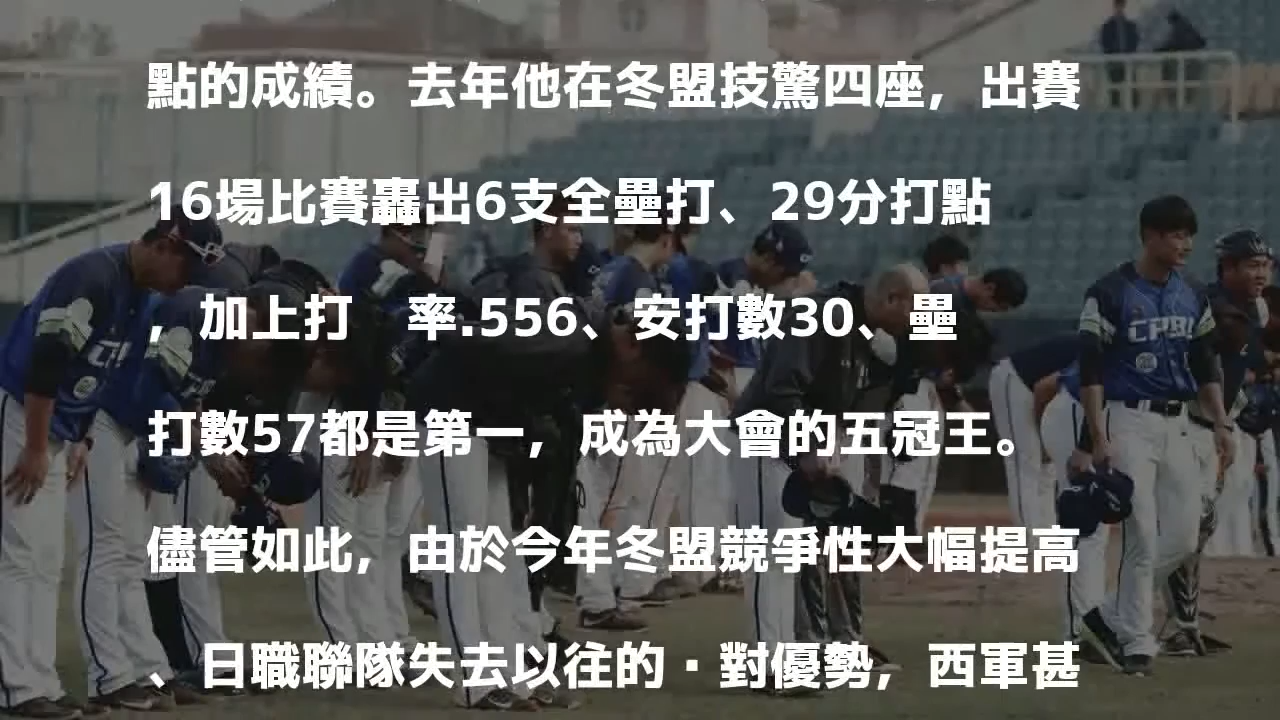 點的成績。去年他在冬盟技驚四座，出賽
16場比賽轟出6支全壘打、29分打點
，加上打　率.556、安打數30、壘
打數57都是第一，成為大會的五冠王。
儘管如此，由於今年冬盟競爭性大幅提高
、日職聯隊失去以往的·對優勢，西軍甚
CPBL